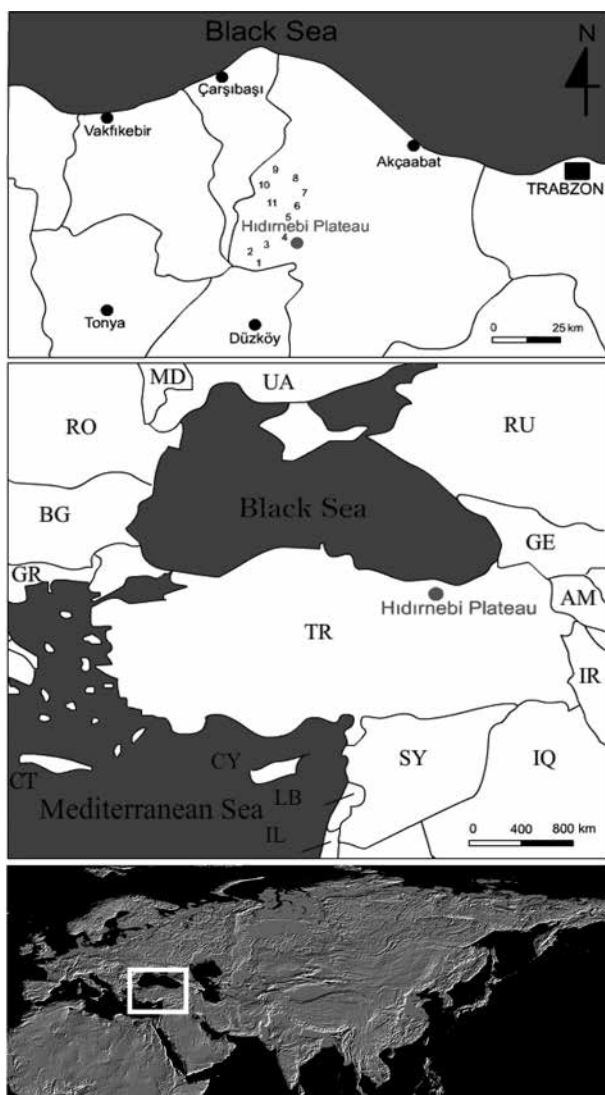 Black Sea
N
Çarşıbaşı
Vakfıkebir
Akçaabat
TRABZON
9
8
10
7
11
6
5
Hıdırnebi Plateau
4
3
2
1
Tonya
Düzköy
0 25 km
MD
UA
RO
RU
BG
Black Sea
GE
GR
AM
Hıdırnebi Plateau
TR
IR
CY
SY
IQ
CT
LB
Mediterranean Sea
IL
0 400 800 km